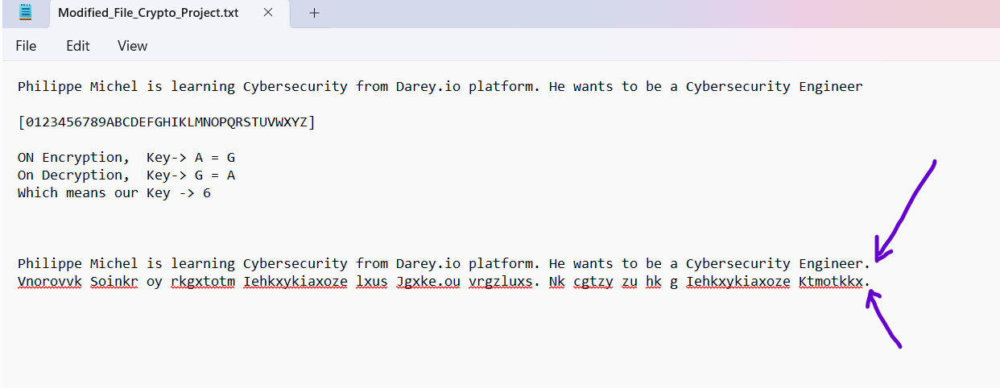 Modified_File_Crypto_Project.txt
File Edit View
Philippe Michel is learning Cybersecurity from Darey.io platform. He wants to be a Cybersecurity Engineer
[0123456789ABCDEFGHIKLMNOPQRSTUVWXYZ]
ON Encryption,  Key-> A = G
On Decryption,  Key-> G = A
Which means our Key -> 6
Philippe Michel is learning Cybersecurity from Darey.io platform. He wants to be a Cybersecurity Engineer.
Vnorovvk Soinkr oy rkgxtotm Iehkxykiaxoze lxus Jgxke.ou vrgzluxs. Nk cgtzy zu hk g Iehkxykiaxoze Ktmotkkx.